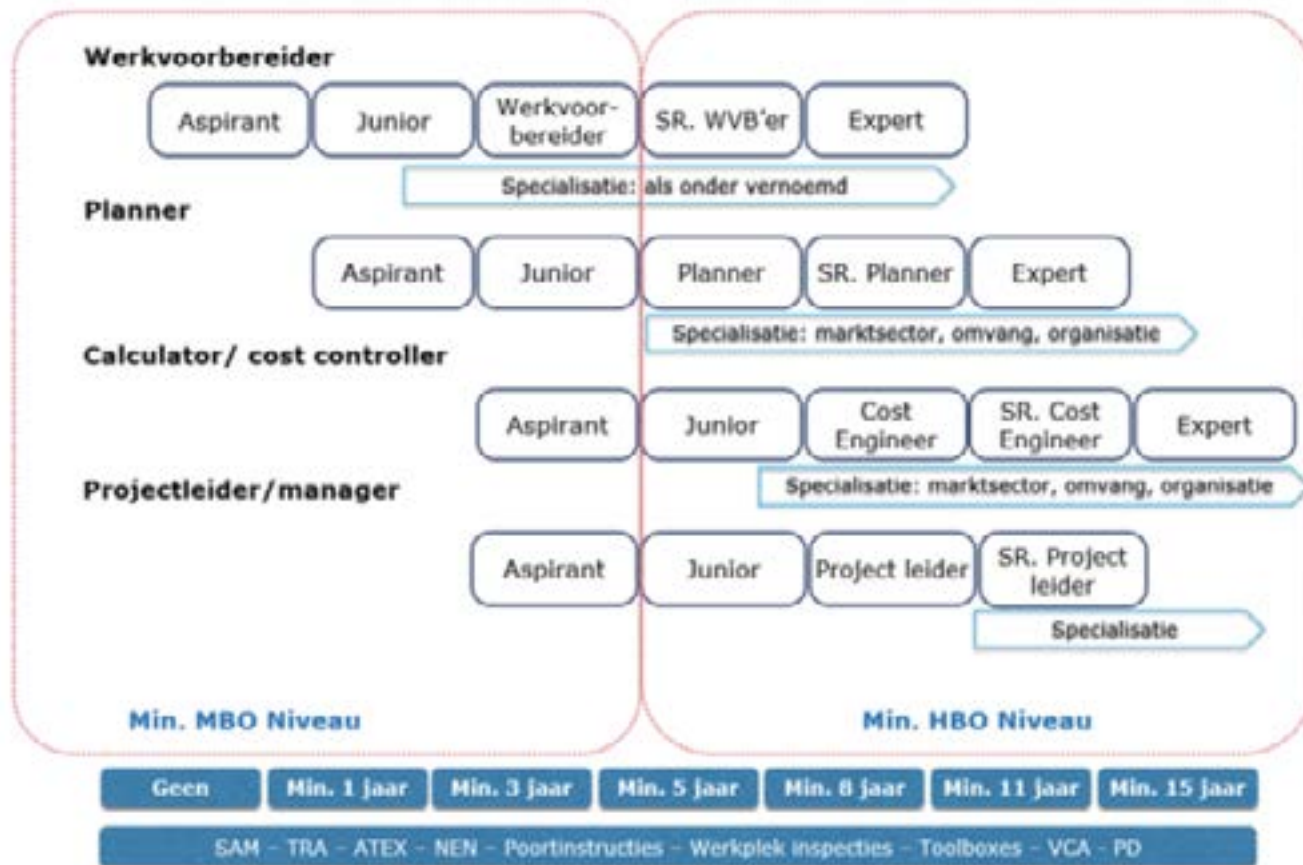 Werkvoorbereider
Aspirant
Junior
Werkvoor-
bereider
SR. WVB'er
Expert
Specialisatie: als onder vernoemd
Planner
Aspirant
Junior
Planner
SR. Planner
Expert
Specialisatie: marktsector, omvang, organisatie
Calculator/ cost controller
Aspirant
Junior
Cost
Engineer
SR. Cost
Engineer
Expert
Specialisatie: marktsector, omvang, organisatie
Projectleider/manager
Aspirant
Junior
Project leider
SR. Project
leider
Specialisatie
Min. MBO Niveau
Min. HBO Niveau
Geen
Min. 1 jaar
Min. 3 jaar
Min. 5 jaar
Min. 8 jaar
Min. 11 jaar
Min. 15 jaar
SAM - TRA - ATEX - NEN - Poortinstructies - Werkplek inspecties - Toolboxes - VCA - PD